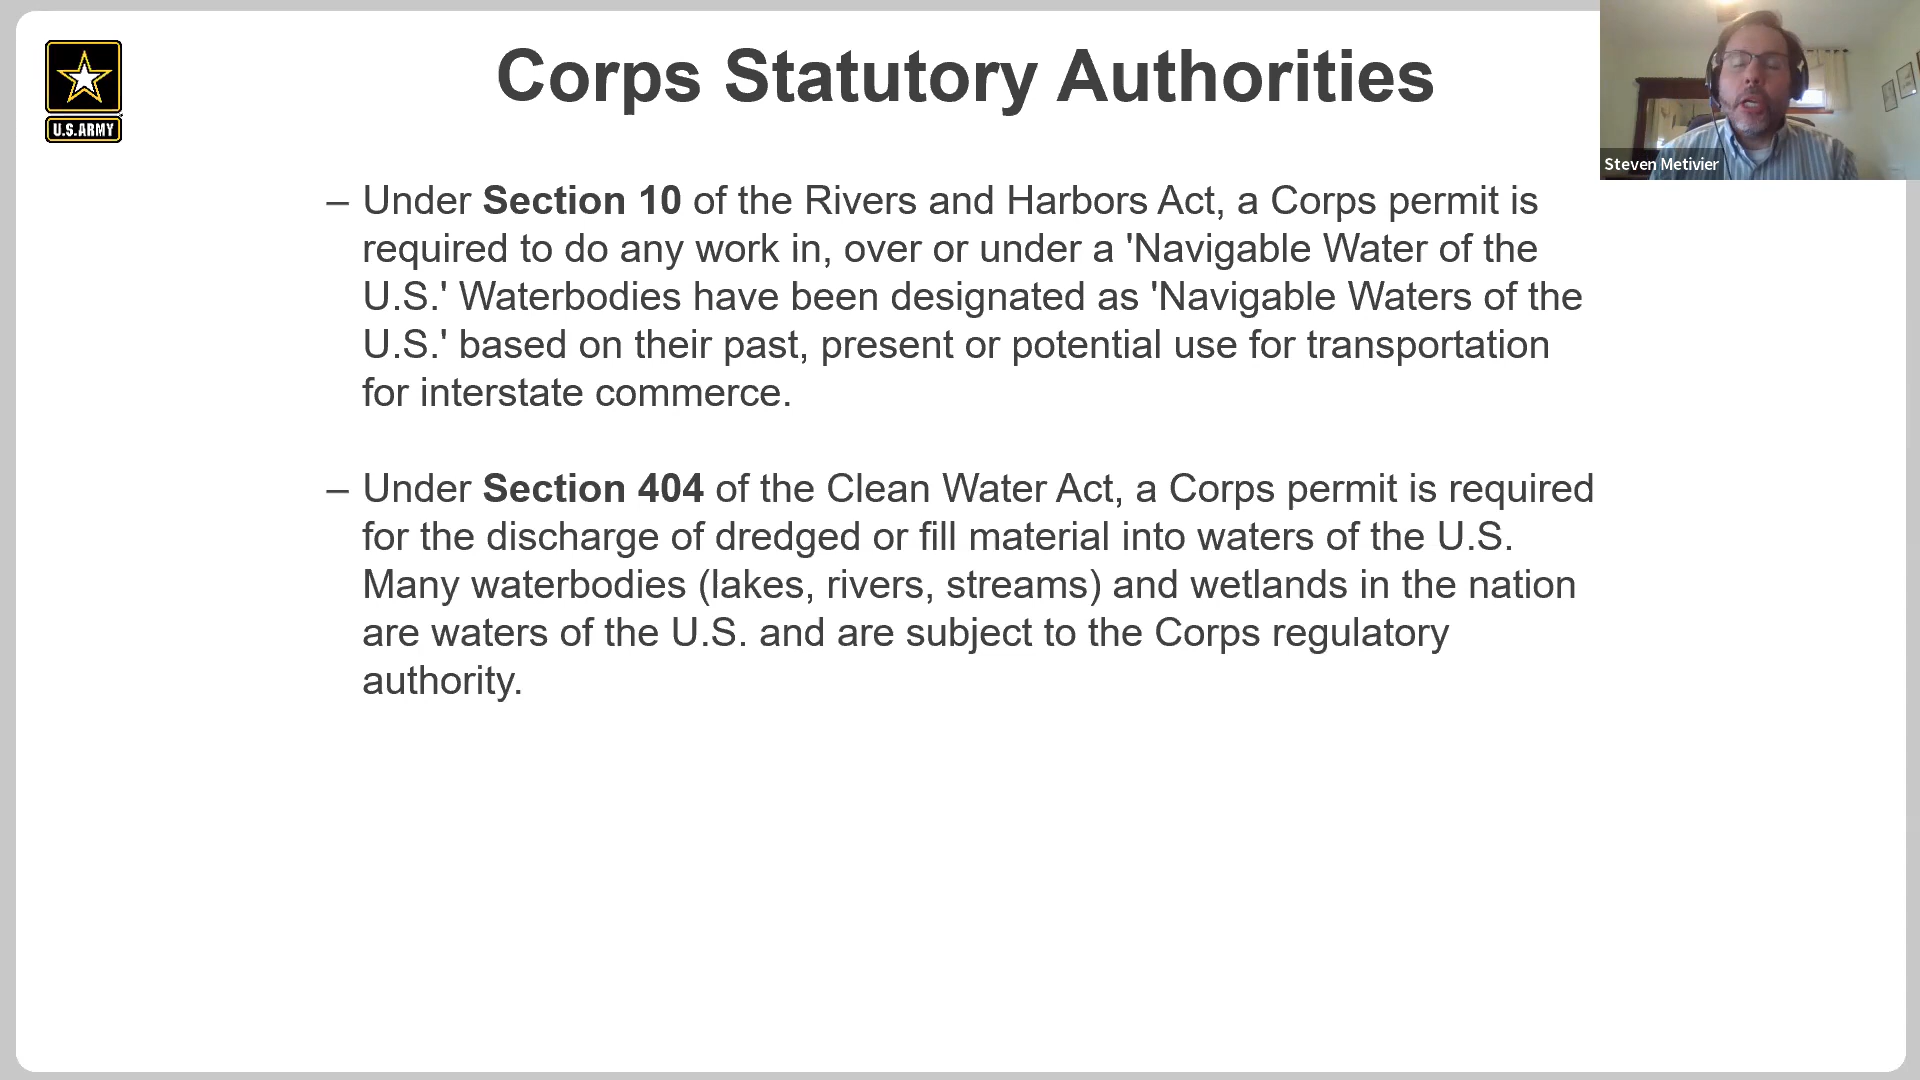 Corps Statutory Authorities
U.S.ARMY
Steven Metivier
– Under Section 10 of the Rivers and Harbors Act, a Corps permit is
required to do any work in, over or under a 'Navigable Water of the
U.S.' Waterbodies have been designated as 'Navigable Waters of the
U.S.' based on their past, present or potential use for transportation
for interstate commerce.
– Under Section 404 of the Clean Water Act, a Corps permit is required
for the discharge of dredged or fill material into waters of the U.S.
Many waterbodies (lakes, rivers, streams) and wetlands in the nation
are waters of the U.S. and are subject to the Corps regulatory
authority.